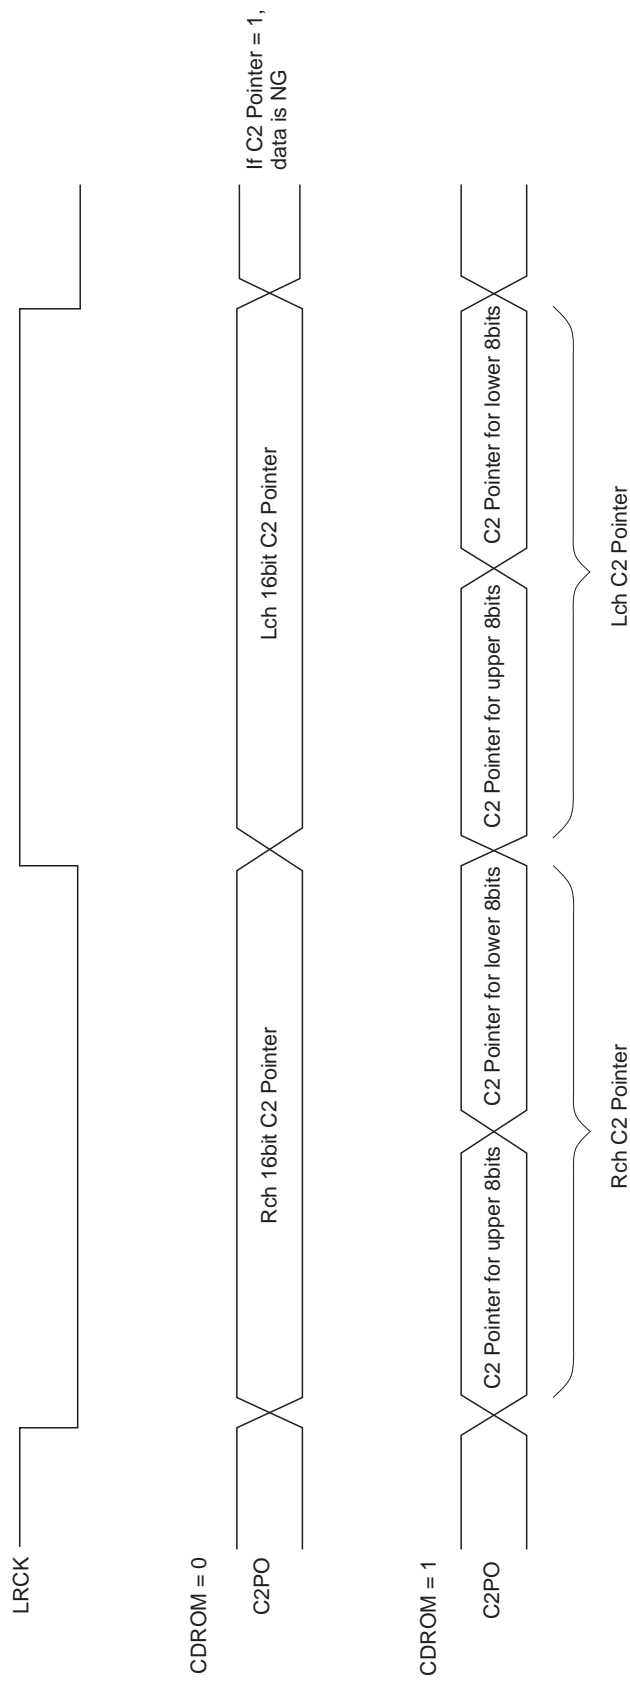 LRCK
CDROM = 0
C2PO
Rch 16bit C2 Pointer
Lch 16bit C2 Pointer
If C2 Pointer = 1,
data is NG
CDROM = 1
C2PO
C2 Pointer for upper 8bits
C2 Pointer for lower 8bits
C2 Pointer for upper 8bits
C2 Pointer for lower 8bits
Rch C2 Pointer
Lch C2 Pointer